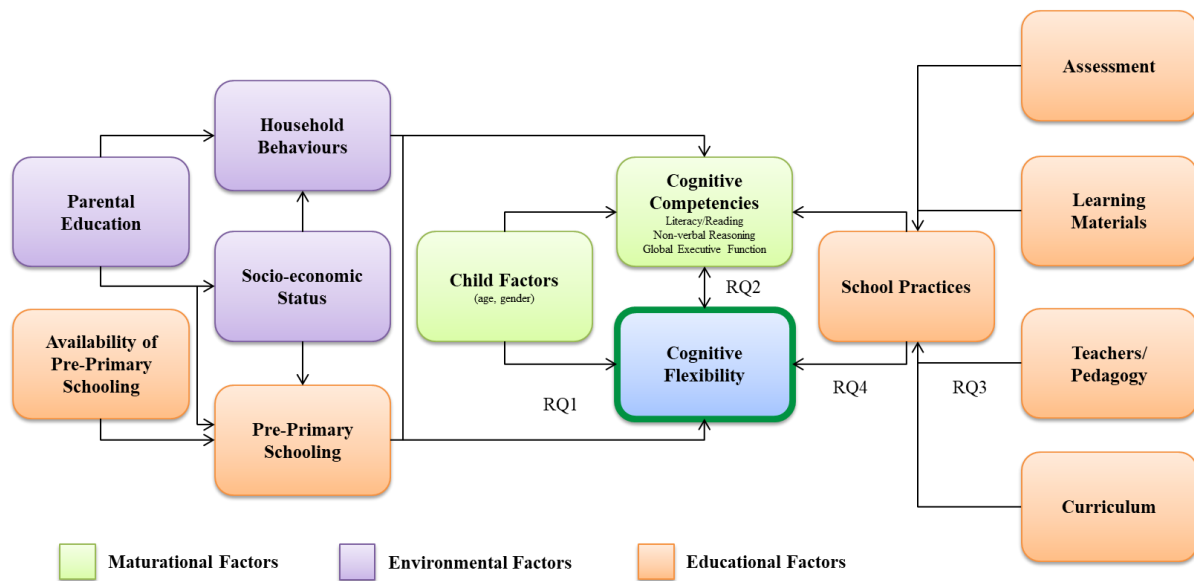 Household
Behaviours
Parental
Education
Socio-economic
Status
Availability of
Pre-Primary
Schooling
Pre-Primary
Schooling
Child Factors
(age, gender)
Cognitive
Competencies
Literacy/Reading
Non-verbal Reasoning
Global Executive Function
RQ2
Cognitive
Flexibility
RQ1
School Practices
RQ4
RQ3
Assessment
Learning
Materials
Teachers/
Pedagogy
Curriculum
Maturational Factors
Environmental Factors
Educational Factors